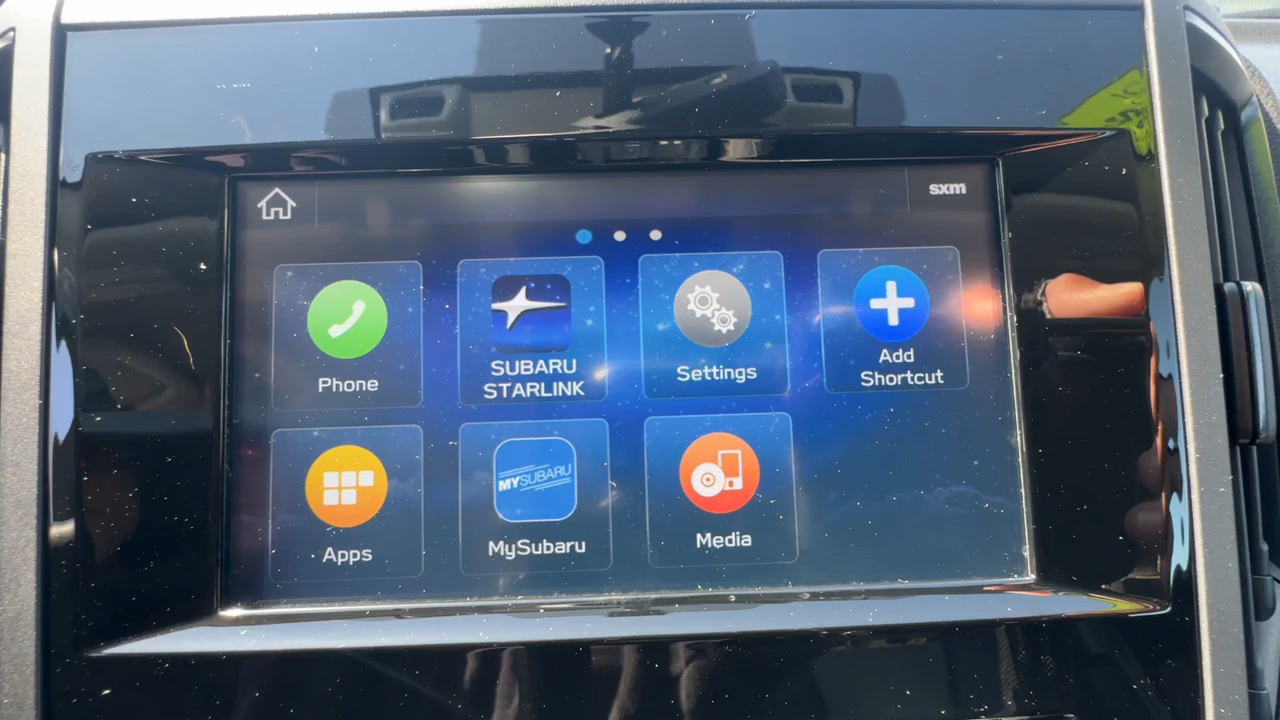 sxm
Phone
SUBARU
STARLINK
Settings
Add
Shortcut
Apps
MYSUBARU
MySubaru
Media